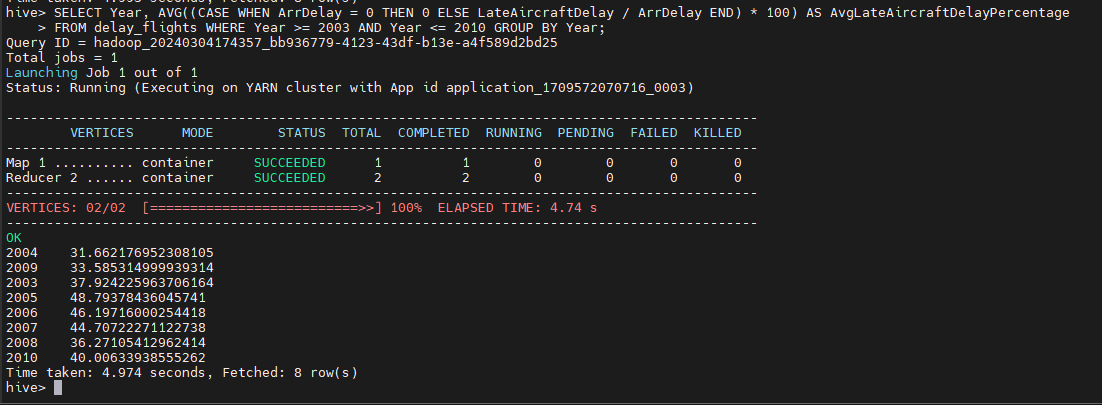 hive> SELECT Year, AVG((CASE WHEN ArrDelay = 0 THEN 0 ELSE LateAircraftDelay / ArrDelay END) * 100) AS AvgLateAircraftDelayPercentage
    > FROM delay_flights WHERE Year >= 2003 AND Year <= 2010 GROUP BY Year;
Query ID = hadoop_20240304174357_bb936779-4123-43df-b13e-a4f589d2bd25
Total jobs = 1
Launching Job 1 out of 1
Status: Running (Executing on YARN cluster with App id application_1709572070716_0003)
----------------------------------------------------------------------------------------------
        VERTICES      MODE        STATUS  TOTAL  COMPLETED  RUNNING  PENDING  FAILED  KILLED
----------------------------------------------------------------------------------------------
Map 1 .......... container     SUCCEEDED      1          1        0        0       0       0
Reducer 2 ...... container     SUCCEEDED      2          2        0        0       0       0
----------------------------------------------------------------------------------------------
VERTICES: 02/02  [==========================>>] 100%  ELAPSED TIME: 4.74 s
----------------------------------------------------------------------------------------------
OK
2004    31.662176952308105
2009    33.585314999939314
2003    37.924225963706164
2005    48.79378436045741
2006    46.19716000254418
2007    44.70722271122738
2008    36.27105412962414
2010    40.00633938555262
Time taken: 4.974 seconds, Fetched: 8 row(s)
hive>